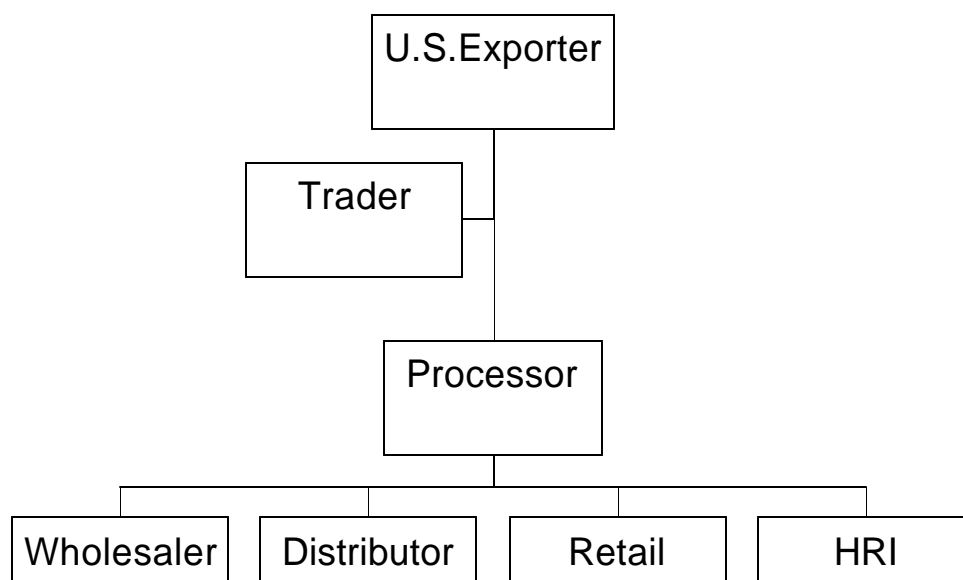 U.S.Exporter
Trader
Processor
Wholesaler
Distributor
Retail
HRI